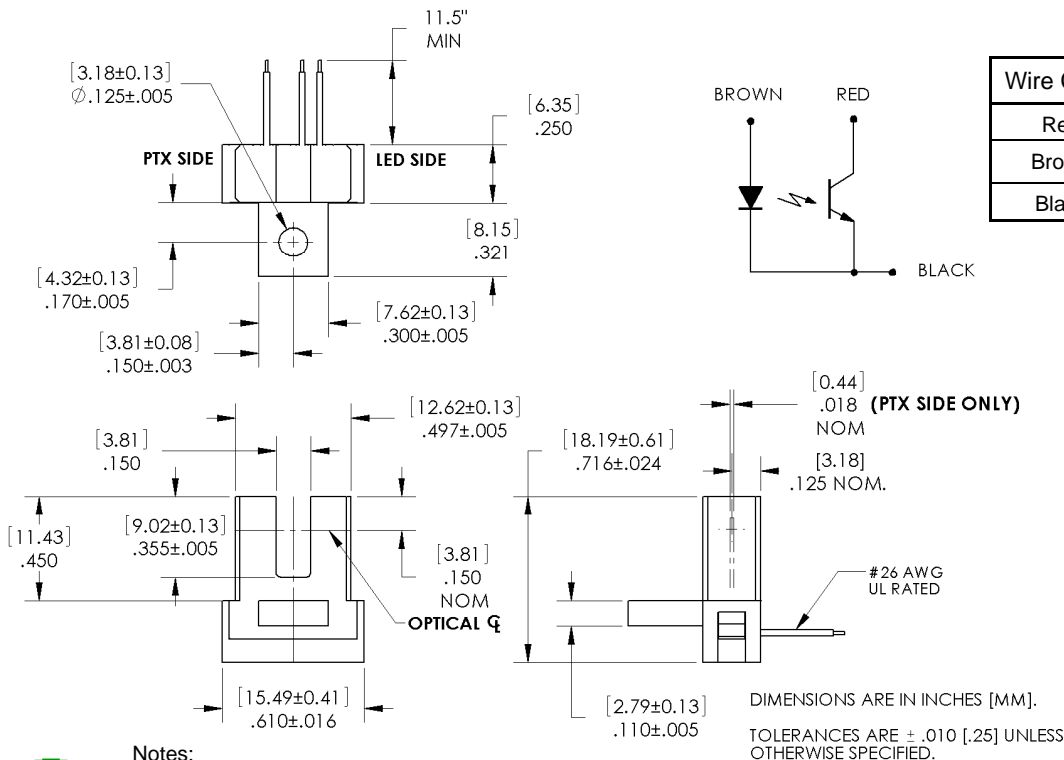 11.5"
MIN
[3.18±0.13]
Ø.125±.005
[6.35]
.250
PTX SIDE
LED SIDE
[8.15]
.321
[4.32±0.13]
.170±.005
[7.62±0.13]
.300±.005
[3.81±0.08]
.150±.003
BROWN
RED
BLACK
Wire
[12.62±0.13]
.497±.005
[3.81]
.150
[9.02±0.13]
.355±.005
[11.43]
.450
[3.81]
.150
NOM
OPTICAL ℄
[15.49±0.41]
.610±.016
[0.44]
.018 (PTX SIDE ONLY)
NOM
[18.19±0.61]
.716±.024
[3.18]
.125 NOM.
#26 AWG
UL RATED
[2.79±0.13]
.110±.005
DIMENSIONS ARE IN INCHES [MM].
TOLERANCES ARE ± .010 [.25] UNLESS
OTHERWISE SPECIFIED.
Notes: